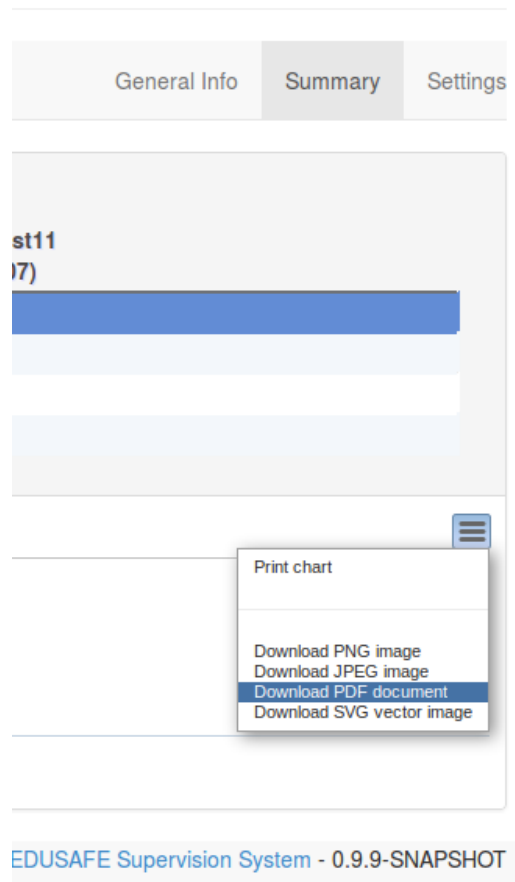 General Info Summary Settings
st11
07)
Print chart
Download PNG image
Download JPEG image
Download PDF document
Download SVG vector image
EDUSAFE Supervision System - 0.9.9-SNAPSHOT